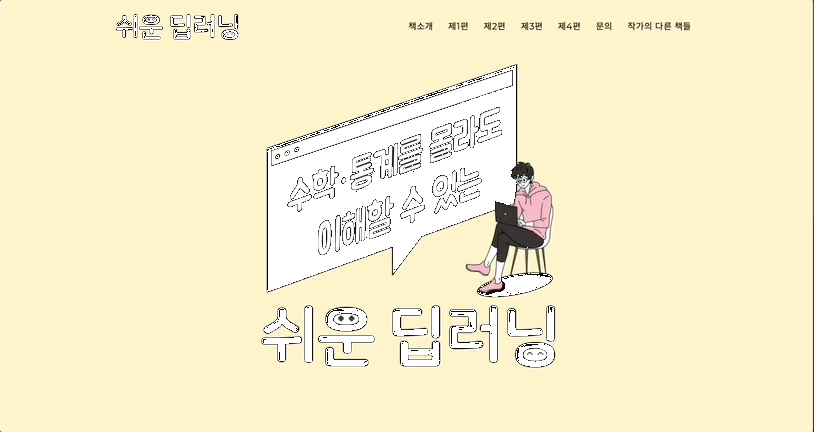 쉬운 딥러닝
책소개 제1편 제2편 제3편 제4편 문의 작가의 다른 책들
수학·통계를 몰라도
이해할 수 있는
쉬운 딥러닝